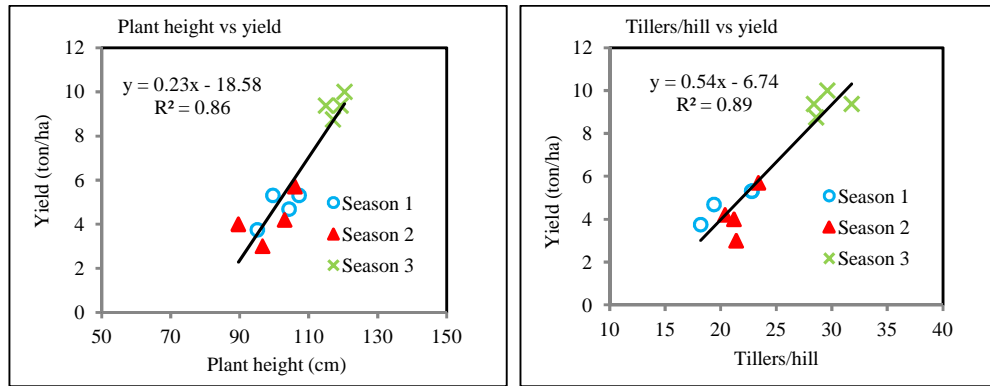 Plant height vs yield
12
10
8
6
4
2
0
Yield (ton/ha)
y = 0.23x - 18.58
R² = 0.86
Season 1
Season 2
Season 3
50 70 90 110 130 150
Plant height (cm)
Tillers/hill vs yield
12
10
8
6
4
2
0
Yield (ton/ha)
y = 0.54x - 6.74
R² = 0.89
Season 1
Season 2
Season 3
10 15 20 25 30 35 40
Tillers/hill